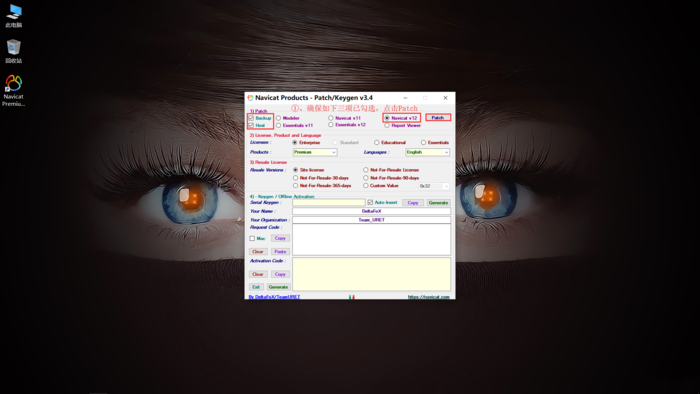 此电脑
回收站
Navicat
Premiu...
Navicat Products - Patch/Keygen v3.4
①、确保如下三项已勾选，点击Patch
1) Patch
Backup Modeler Navicat v11 Navicat v12 Patch
Host Essentials v11 Essentials v12 Report Viewer
2) License, Product and Language
Licenses : Enterprise Standard Educational Essentials
Products : Premium Languages : English
3) Resale License
Resale Versions : Site license Not-For-Resale License
Not-For-Resale-30-days Not-For-Resale-90-days
Not-For-Resale-365-days Custom Value 0x32
4) - Keygen / Offline Activation
Serial Keygen : Auto-Insert Copy Generate
Your Name : DeltaFoX
Your Organization : Team_URET
Request Code :
Mac Copy
Clear Paste
Activation Code :
Clear Copy
Exit Generate
By DeltaFoX/TeamURET https://navicat.com